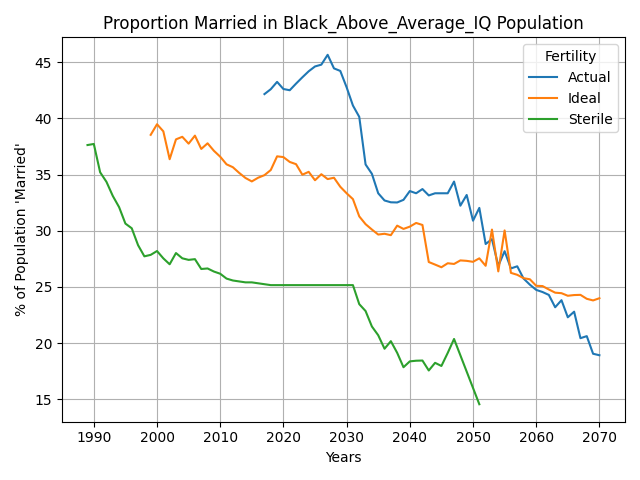 Proportion Married in Black_Above_Average_IQ Population
% of Population 'Married'
45
40
35
30
25
20
15
Fertility
Actual
Ideal
Sterile
1990 2000 2010 2020 2030 2040 2050 2060 2070
Years